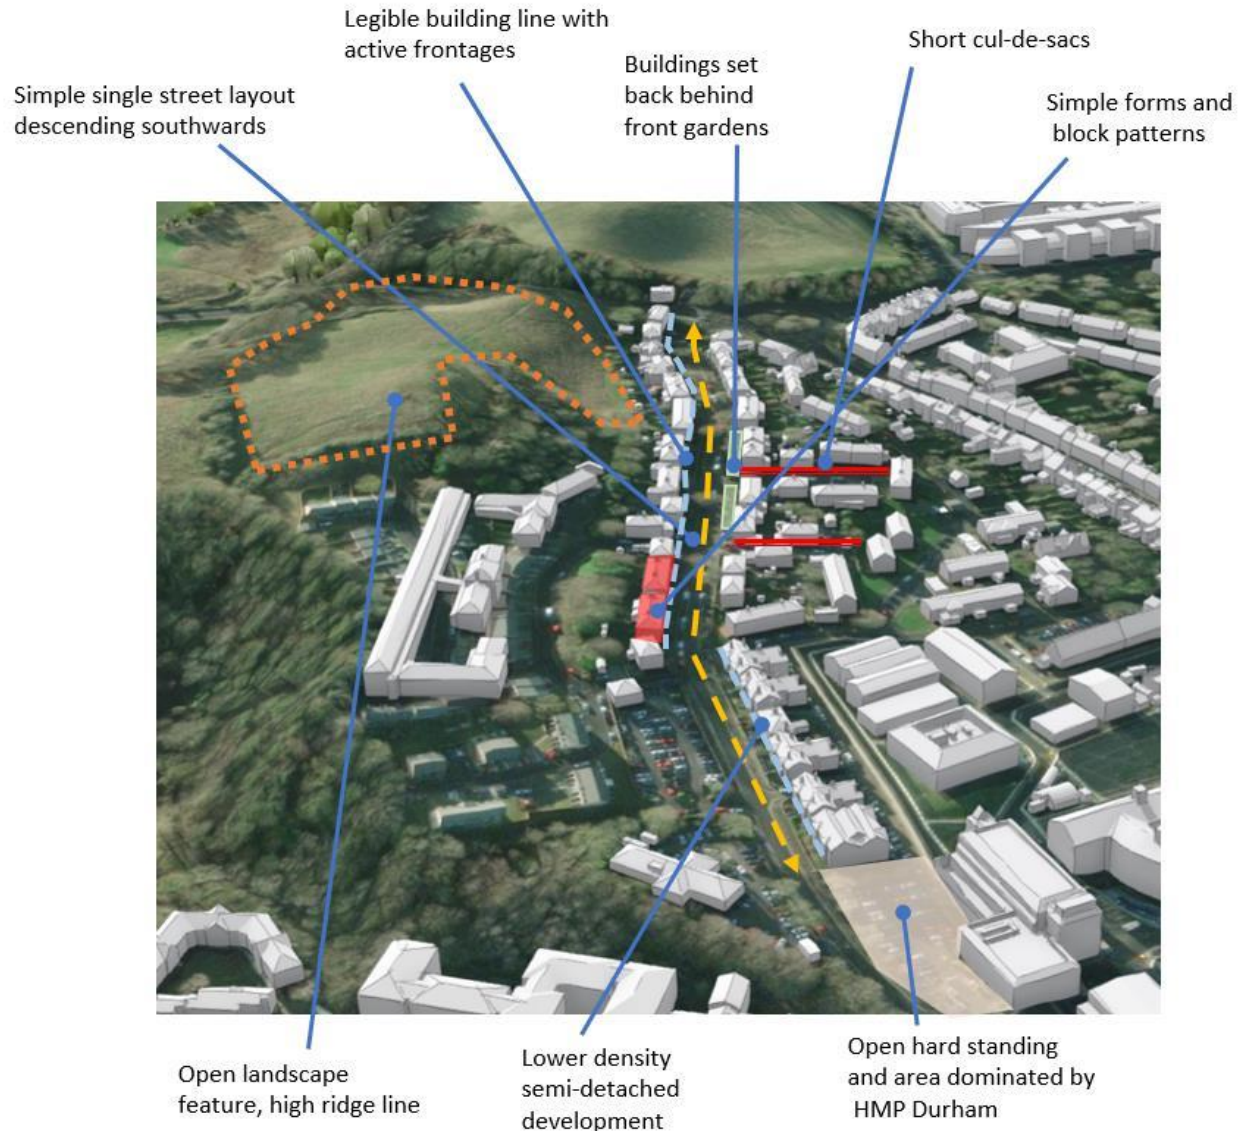 Legible building line with
active frontages
Short cul-de-sacs
Buildings set
back behind
front gardens
Simple single street layout
descending southwards
Simple forms and
block patterns
Open landscape
feature, high ridge line
Lower density
semi-detached
development
Open hard standing
and area dominated by
HMP Durham